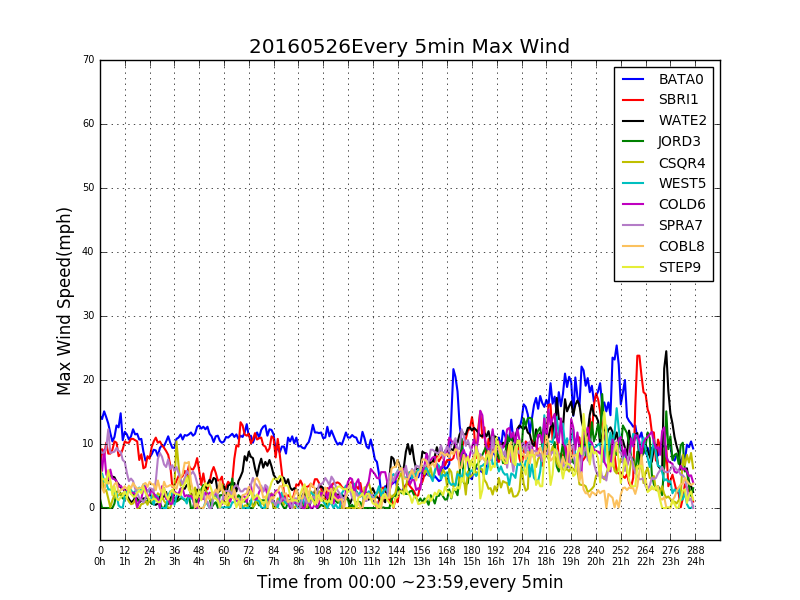 20160526Every 5min Max Wind
70
60
50
40
30
20
10
0
Max Wind Speed(mph)
BATA0
SBRI1
WATE2
JORD3
CSQR4
WEST5
COLD6
SPRA7
COBL8
STEP9
0 12 24 36 48 60 72 84 96 108 120 132 144 156 168 180 192 204 216 228 240 252 264 276 288
0h 1h 2h 3h 4h 5h 6h 7h 8h 9h 10h 11h 12h 13h 14h 15h 16h 17h 18h 19h 20h 21h 22h 23h 24h
Time from 00:00 ~23:59,every 5min